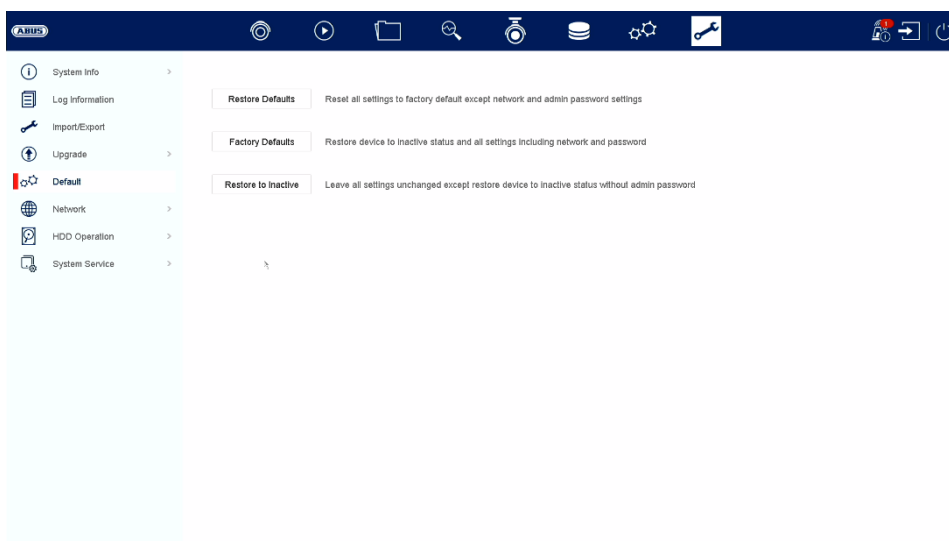 ABUS
1
System Info
Log Information
Import/Export
Upgrade
Default
Network
HDD Operation
System Service
Restore Defaults Reset all settings to factory default except network and admin password settings
Factory Defaults Restore device to inactive status and all settings including network and password
Restore to Inactive Leave all settings unchanged except restore device to inactive status without admin password